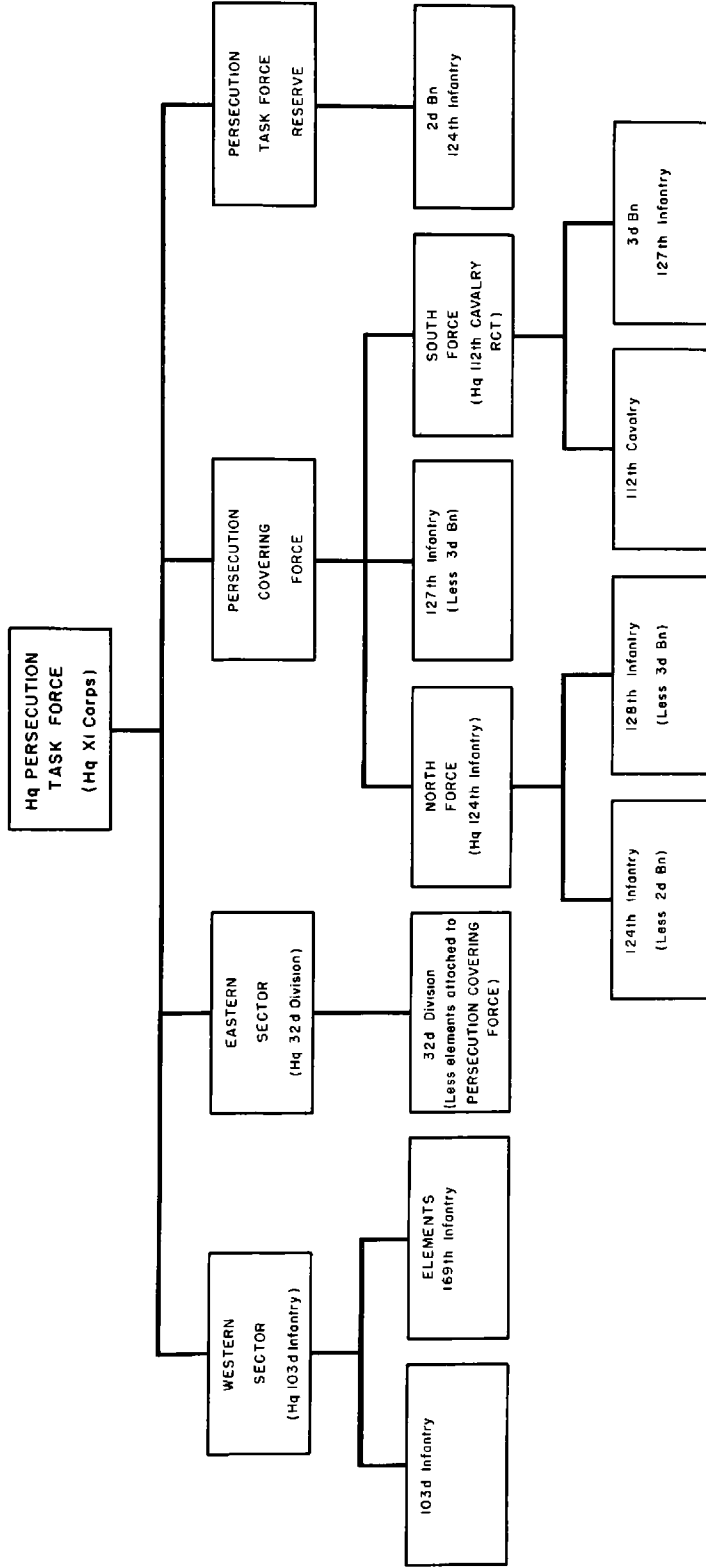 Hq PERSECUTION
TASK FORCE
(Hq XI Corps)
WESTERN
SECTOR
(Hq 103d Infantry)
EASTERN
SECTOR
(Hq 32d Division)
PERSECUTION
COVERING
FORCE
PERSECUTION
TASK FORCE
RESERVE
103d Infantry
ELEMENTS
169th Infantry
32d Division
(Less elements attached to
PERSECUTION COVERING
FORCE)
NORTH
FORCE
(Hq 124th Infantry)
127th Infantry
(Less 3d Bn)
SOUTH
FORCE
(Hq 112th CAVALRY
RCT)
2d Bn
124th Infantry
124th Infantry
(Less 2d Bn)
128th Infantry
(Less 3d Bn)
112th Cavalry
3d Bn
127th Infantry